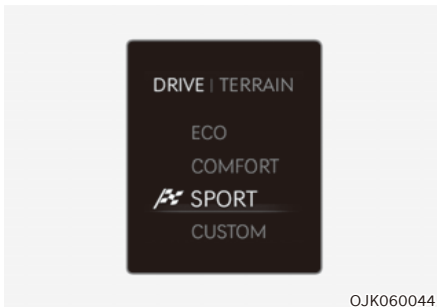 DRIVE | TERRAIN
ECO
COMFORT
SPORT
CUSTOM
OJK060044